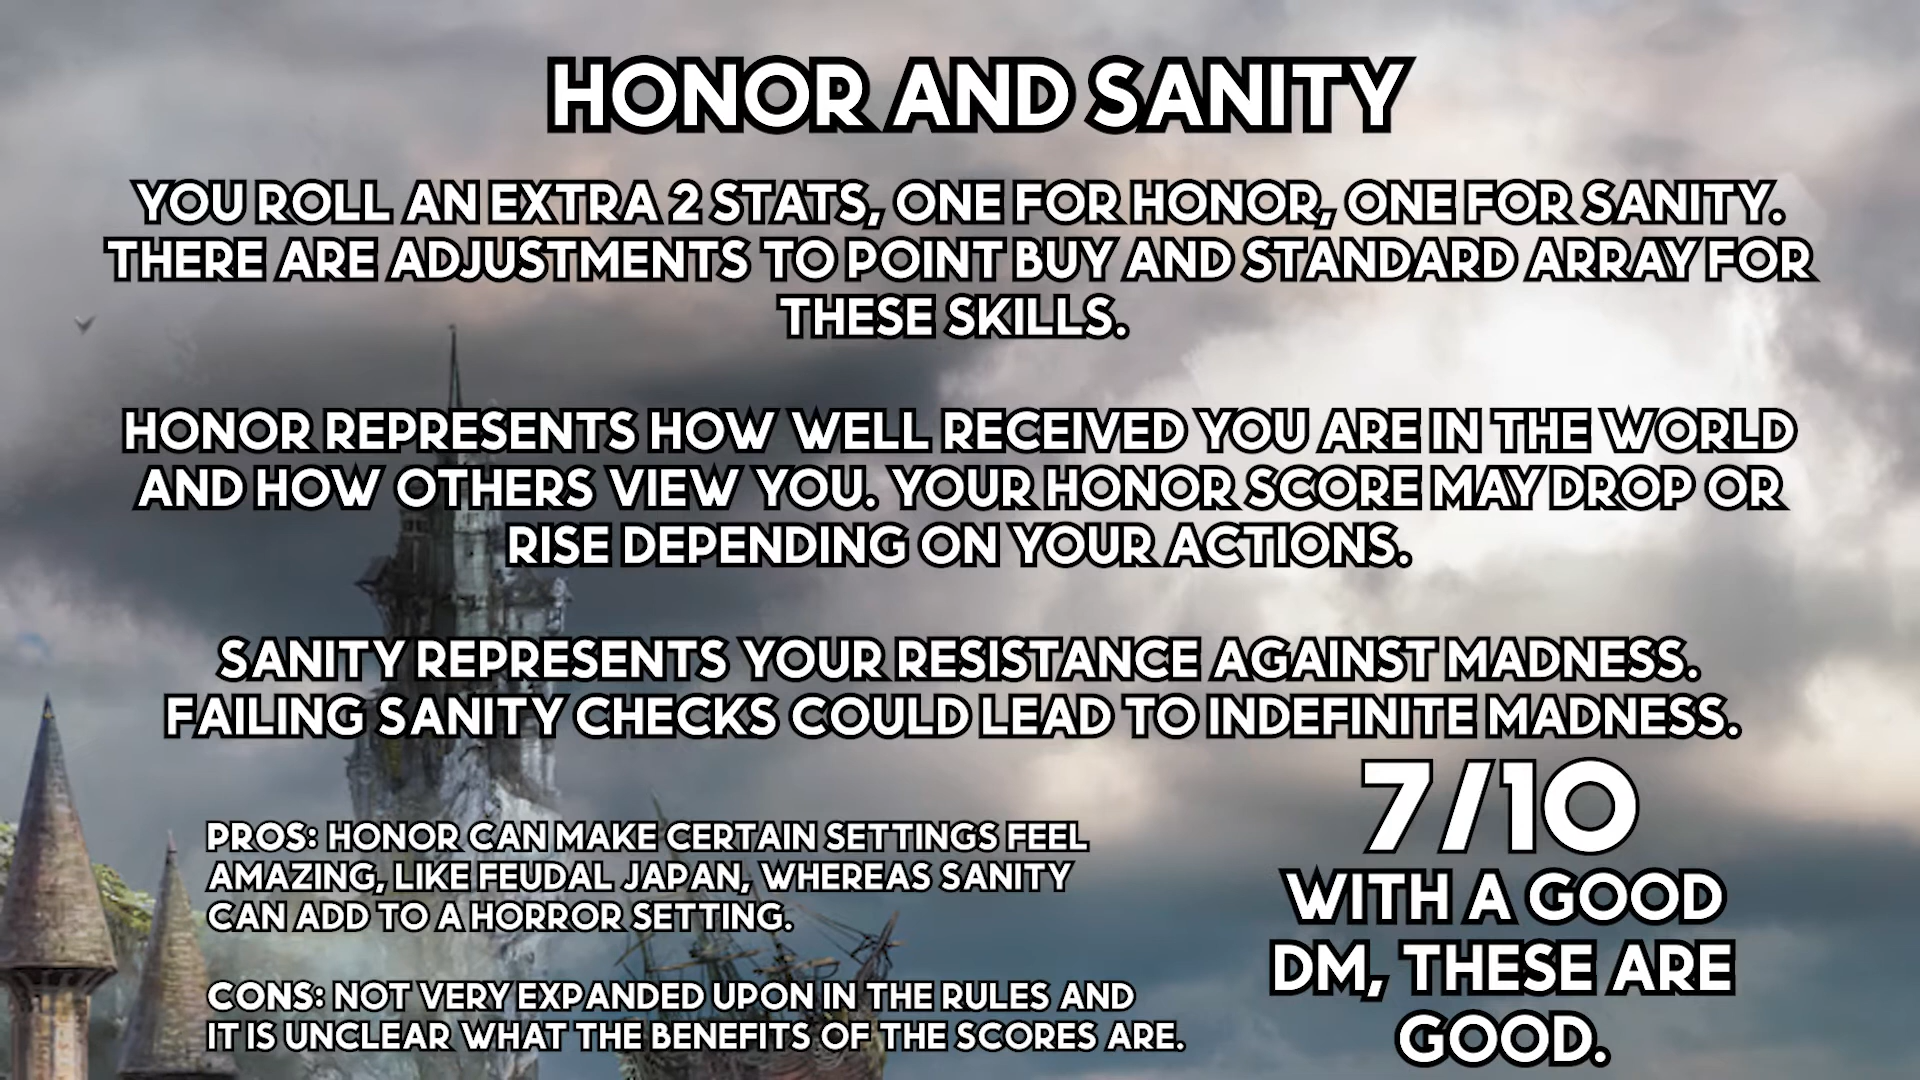 HONOR AND SANITY
YOU ROLL AN EXTRA 2 STATS, ONE FOR HONOR, ONE FOR SANITY.
THERE ARE ADJUSTMENTS TO POINT BUY AND STANDARD ARRAY FOR
THESE SKILLS.
HONOR REPRESENTS HOW WELL RECEIVED YOU ARE IN THE WORLD
AND HOW OTHERS VIEW YOU. YOUR HONOR SCORE MAY DROP OR
RISE DEPENDING ON YOUR ACTIONS.
SANITY REPRESENTS YOUR RESISTANCE AGAINST MADNESS.
FAILING SANITY CHECKS COULD LEAD TO INDEFINITE MADNESS.
PROS: HONOR CAN MAKE CERTAIN SETTINGS FEEL
AMAZING, LIKE FEUDAL JAPAN, WHEREAS SANITY
CAN ADD TO A HORROR SETTING.
CONS: NOT VERY EXPANDED UPON IN THE RULES AND
IT IS UNCLEAR WHAT THE BENEFITS OF THE SCORES ARE.
7/10
WITH A GOOD
DM, THESE ARE
GOOD.